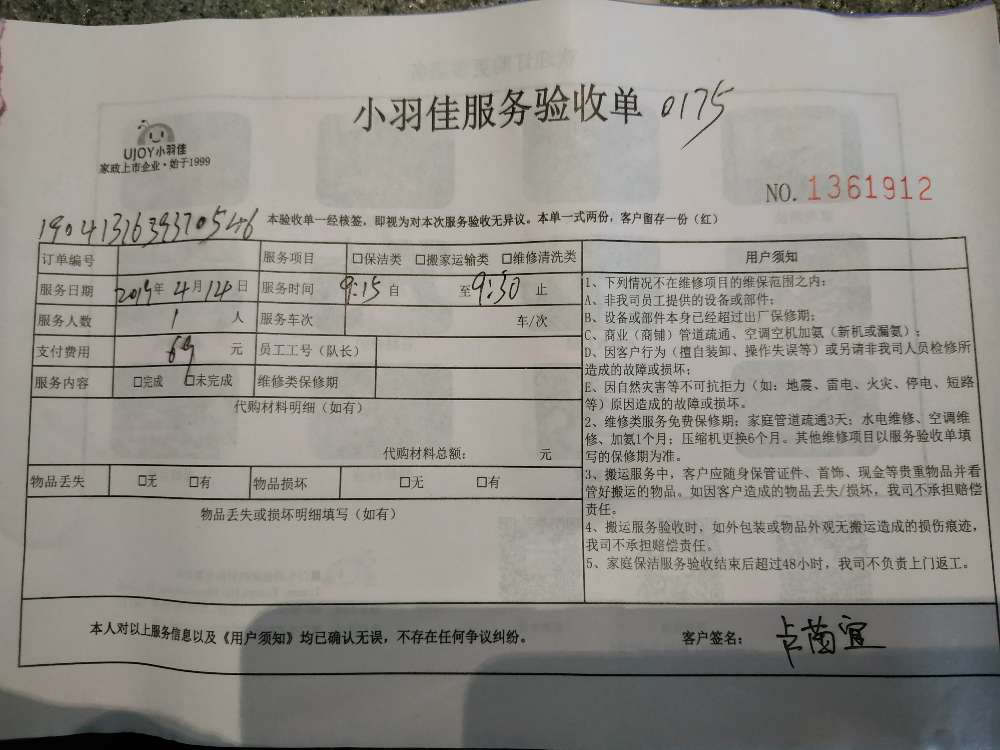 小羽佳服务验收单 0175
UJOY小羽佳
家政上市企业·始于1999
NO. 1361912
本验收单一经核签，即视为对本次服务验收无异议。本单一式两份，客户留存一份（红）
订单编号 服务项目 □保洁类 □搬家运输类 □维修清洗类
服务日期 2019年4月14日 服务时间 9:15自 至9:30止
服务人数 1 人 服务车次 车/次
支付费用 69 元 员工工号（队长）
服务内容 □完成 □未完成 维修类保修期
代购材料明细（如有）
代购材料总额： 元
物品丢失 □无 □有 物品损坏 □无 □有
物品丢失或损坏明细填写（如有）
用户须知
1、下列情况不在维修项目的维保范围之内：
A、非我司员工提供的设备或部件；
B、设备或部件本身已经超过出厂保修期；
C、商业（商铺）管道疏通、空调空机加氨（新机或漏氨）；
D、因客户行为（擅自装卸、操作失误等）或另请非我司人员检修所
造成的故障或损坏；
E、因自然灾害等不可抗拒力（如：地震、雷电、火灾、停电、短路
等）原因造成的故障或损坏。
2、维修类服务免费保修期：家庭管道疏通3天；水电维修、空调维
修、加氨1个月；压缩机更换6个月。其他维修项目以服务验收单填
写的保修期为准。
3、搬运服务中，客户应随身保管证件、首饰、现金等贵重物品并看
管好搬运的物品。如因客户造成的物品丢失/损坏，我司不承担赔偿
责任。
4、搬运服务验收时，如外包装或物品外观无搬运造成的损伤痕迹，
我司不承担赔偿责任。
5、家庭保洁服务验收结束后超过48小时，我司不负责上门返工。
本人对以上服务信息以及《用户须知》均已确认无误，不存在任何争议纠纷。
客户签名：